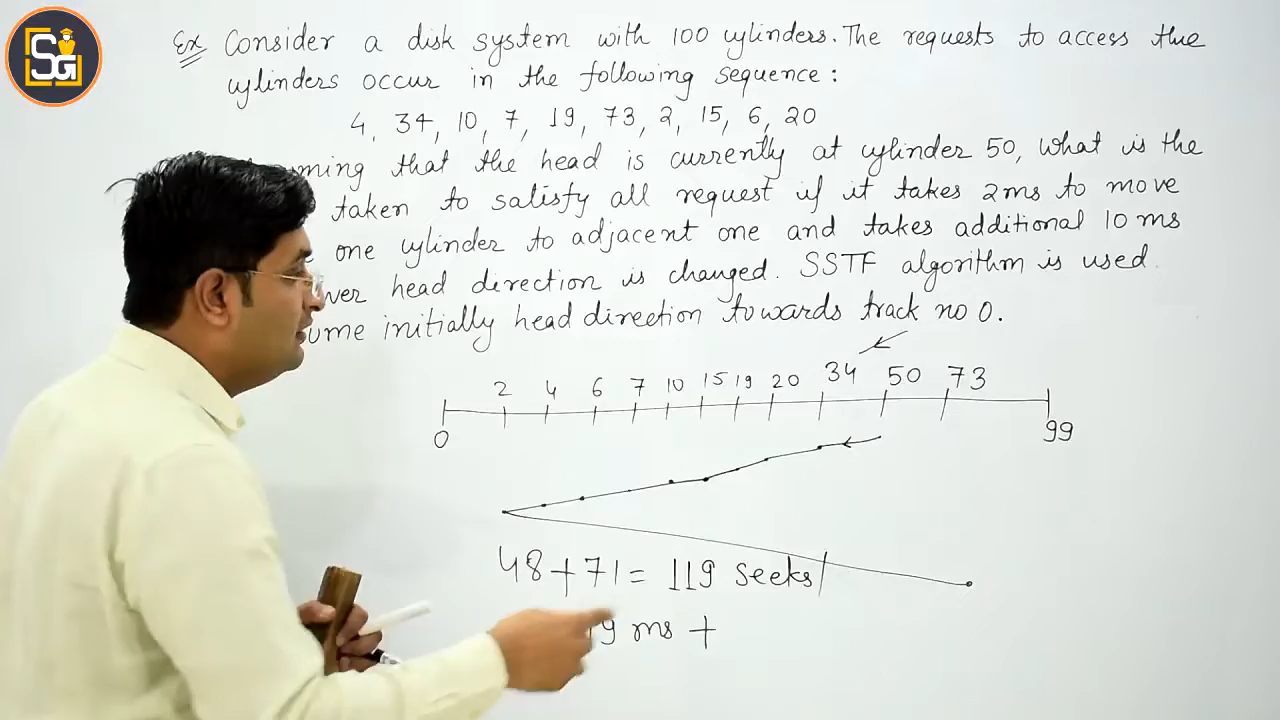 SG
Ex Consider a disk system with 100 cylinders. The requests to access the
cylinders occur in the following sequence :
4, 34, 10, 7, 19, 73, 2, 15, 6, 20
that the head is currently at cylinder 50, what is the
taken to satisfy all request if it takes 2ms to move
one cylinder to adjacent one and takes additional 10 ms
head direction is changed. SSTF algorithm is used.
initially head direction towards track no 0.
2 4 6 7 10 15 19 20 34 50 73
0 99
48 + 71 = 119 seeks
ms +